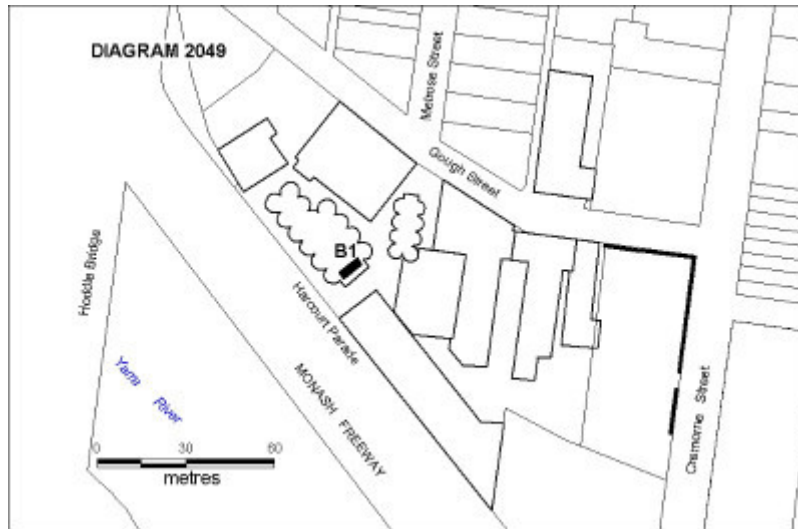 DIAGRAM 2049
Melrose Street
Gough Street
B1
Hoddle Bridge
Harcourt Parade
Yarra River
MONASH FREEWAY
Cremorne Street
0 30 60
metres